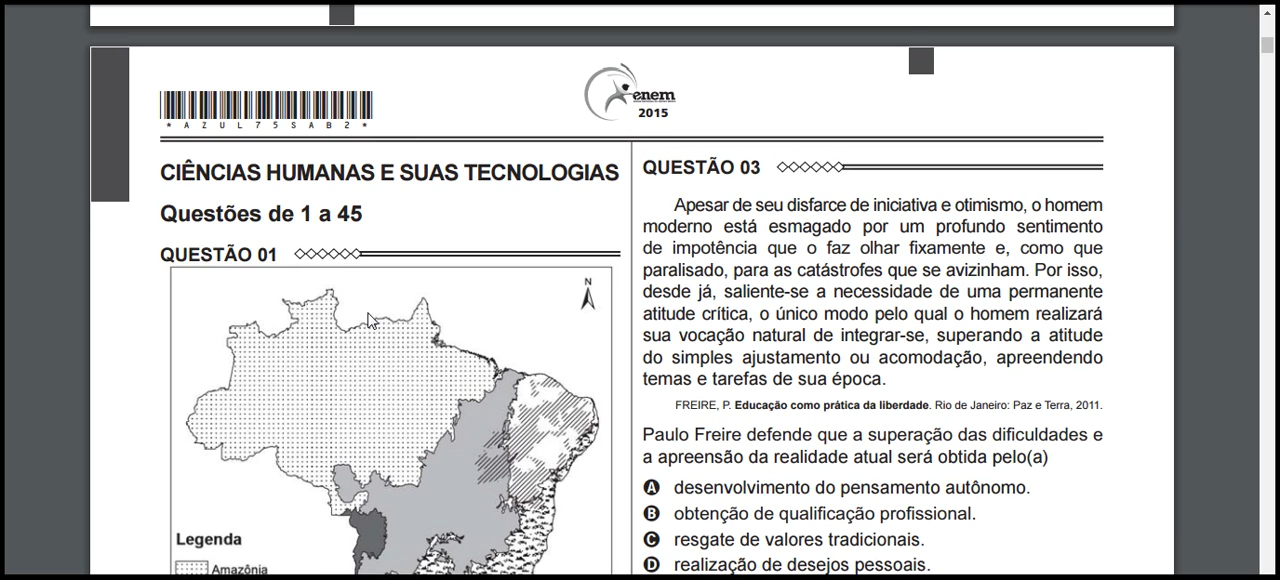 enem
2015
* A Z U L 7 5 S A B 2 *
CIÊNCIAS HUMANAS E SUAS TECNOLOGIAS
Questões de 1 a 45
QUESTÃO 01
N
Legenda
Amazônia
QUESTÃO 03
Apesar de seu disfarce de iniciativa e otimismo, o homem
moderno está esmagado por um profundo sentimento
de impotência que o faz olhar fixamente e, como que
paralisado, para as catástrofes que se avizinham. Por isso,
desde já, saliente-se a necessidade de uma permanente
atitude crítica, o único modo pelo qual o homem realizará
sua vocação natural de integrar-se, superando a atitude
do simples ajustamento ou acomodação, apreendendo
temas e tarefas de sua época.
FREIRE, P. Educação como prática da liberdade. Rio de Janeiro: Paz e Terra, 2011.
Paulo Freire defende que a superação das dificuldades e
a apreensão da realidade atual será obtida pelo(a)
A desenvolvimento do pensamento autônomo.
B obtenção de qualificação profissional.
C resgate de valores tradicionais.
D realização de desejos pessoais.